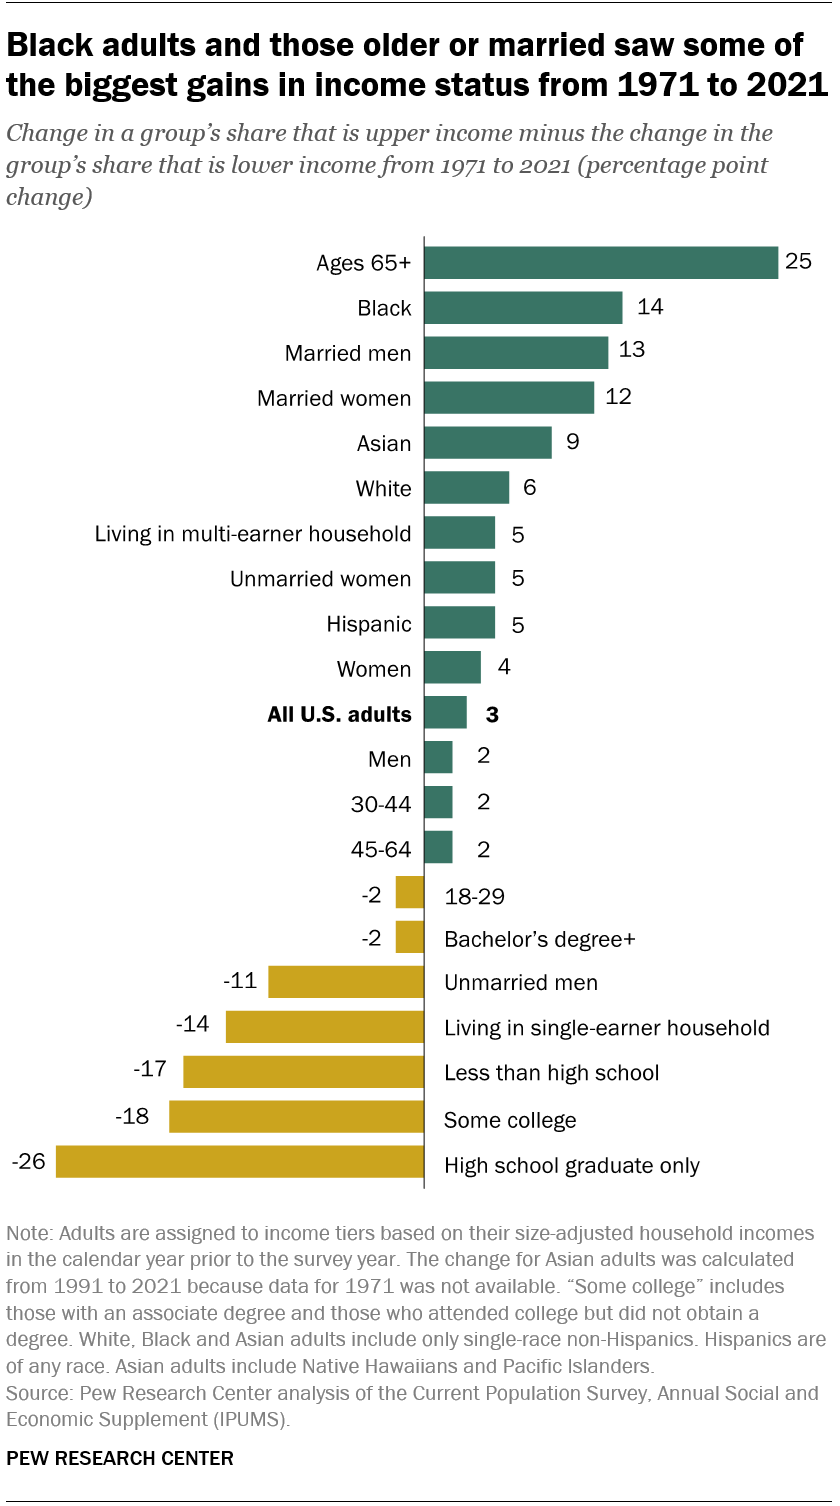 Black adults and those older or married saw some of
the biggest gains in income status from 1971 to 2021
Change in a group's share that is upper income minus the change in the
group's share that is lower income from 1971 to 2021 (percentage point
change)
Ages 65+ 25
Black 14
Married men 13
Married women 12
Asian 9
White 6
Living in multi-earner household 5
Unmarried women 5
Hispanic 5
Women 4
All U.S. adults 3
Men 2
30-44 2
45-64 2
-2 18-29
-2 Bachelor's degree+
-11 Unmarried men
-14 Living in single-earner household
-17 Less than high school
-18 Some college
-26 High school graduate only
Note: Adults are assigned to income tiers based on their size-adjusted household incomes
in the calendar year prior to the survey year. The change for Asian adults was calculated
from 1991 to 2021 because data for 1971 was not available. “Some college” includes
those with an associate degree and those who attended college but did not obtain a
degree. White, Black and Asian adults include only single-race non-Hispanics. Hispanics are
of any race. Asian adults include Native Hawaiians and Pacific Islanders.
Source: Pew Research Center analysis of the Current Population Survey, Annual Social and
Economic Supplement (IPUMS).
PEW RESEARCH CENTER